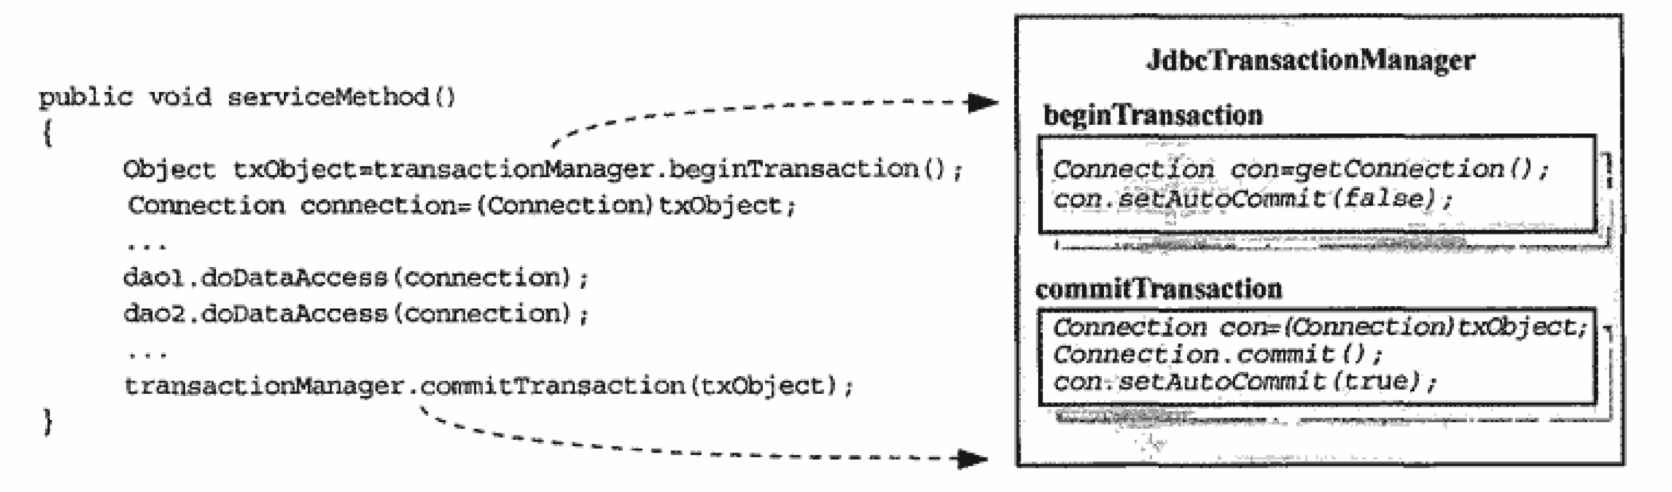 public void serviceMethod()
{
Object txObject=transactionManager.beginTransaction();
Connection connection=(Connection)txObject;
...
dao1.doDataAccess(connection);
dao2.doDataAccess(connection);
...
transactionManager.commitTransaction(txObject);
}
JdbcTransactionManager
beginTransaction
Connection con=getConnection();
con.setAutoCommit(false);
commitTransaction
Connection con=(Connection)txObject;
Connection.commit();
con.setAutoCommit(true);